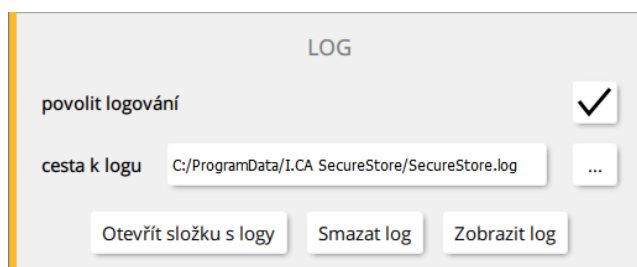 LOG
povolit logování
cesta k logu C:/ProgramData/I.CA SecureStore/SecureStore.log ...
Otevřít složku s logy Smazat log Zobrazit log